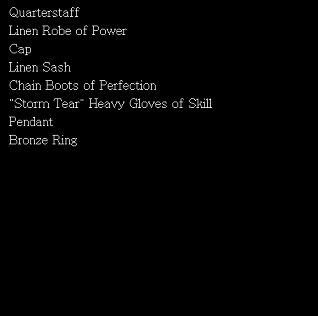 Quarterstaff
Linen Robe of Power
Cap
Linen Sash
Chain Boots of Perfection
"Storm Tear" Heavy Gloves of Skill
Pendant
Bronze Ring